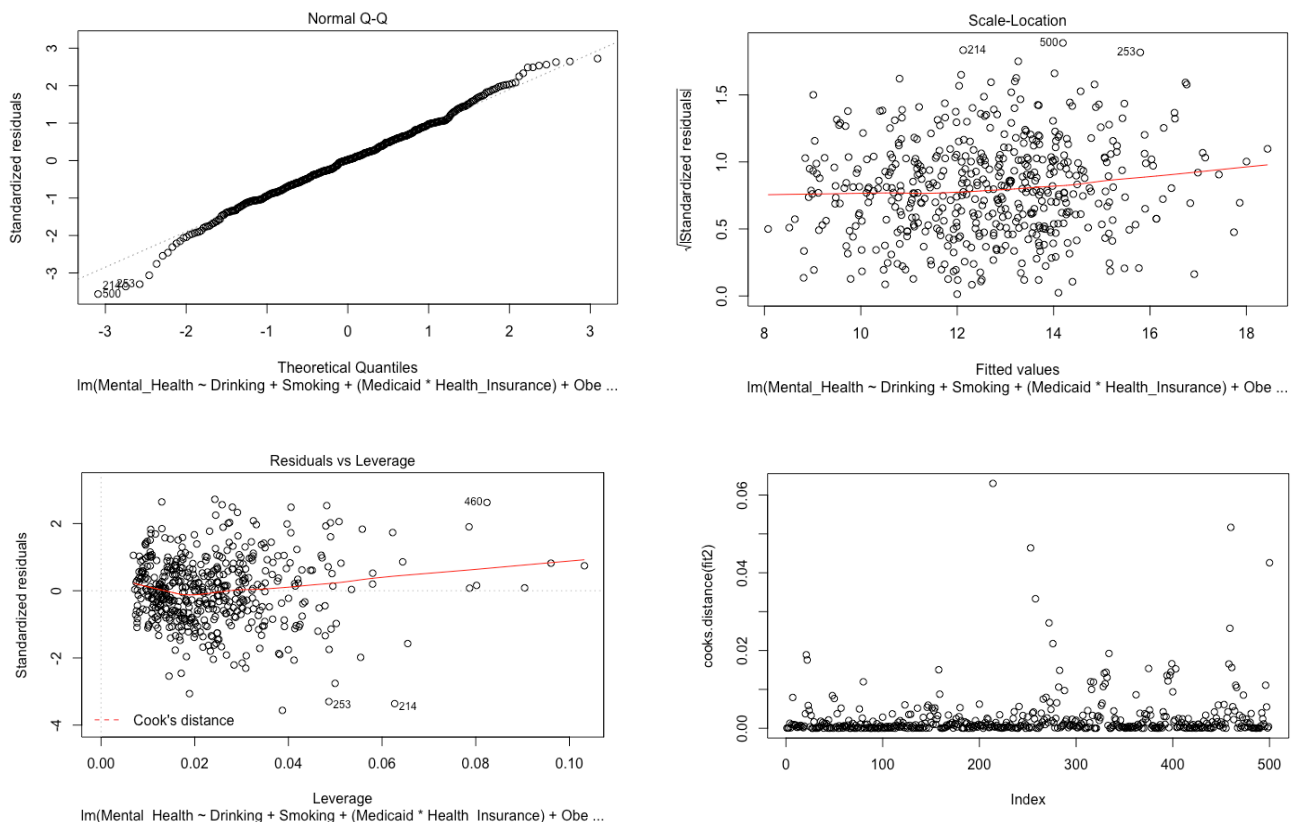 Normal Q-Q
Standardized residuals
3
2
1
0
-1
-2
-3
214
253
500
-3 -2 -1 0 1 2 3
Theoretical Quantiles
lm(Mental_Health ~ Drinking + Smoking + (Medicaid * Health_Insurance) + Obe ...
Scale-Location
√|Standardized residuals|
1.5
1.0
0.5
0.0
214
500
253
8 10 12 14 16 18
Fitted values
lm(Mental_Health ~ Drinking + Smoking + (Medicaid * Health_Insurance) + Obe ...
Residuals vs Leverage
Standardized residuals
2
0
-2
-4
460
253
214
Cook's distance
0.00 0.02 0.04 0.06 0.08 0.10
Leverage
lm(Mental_Health ~ Drinking + Smoking + (Medicaid * Health_Insurance) + Obe ...
cooks.distance(fit2)
0.06
0.04
0.02
0.00
0 100 200 300 400 500
Index